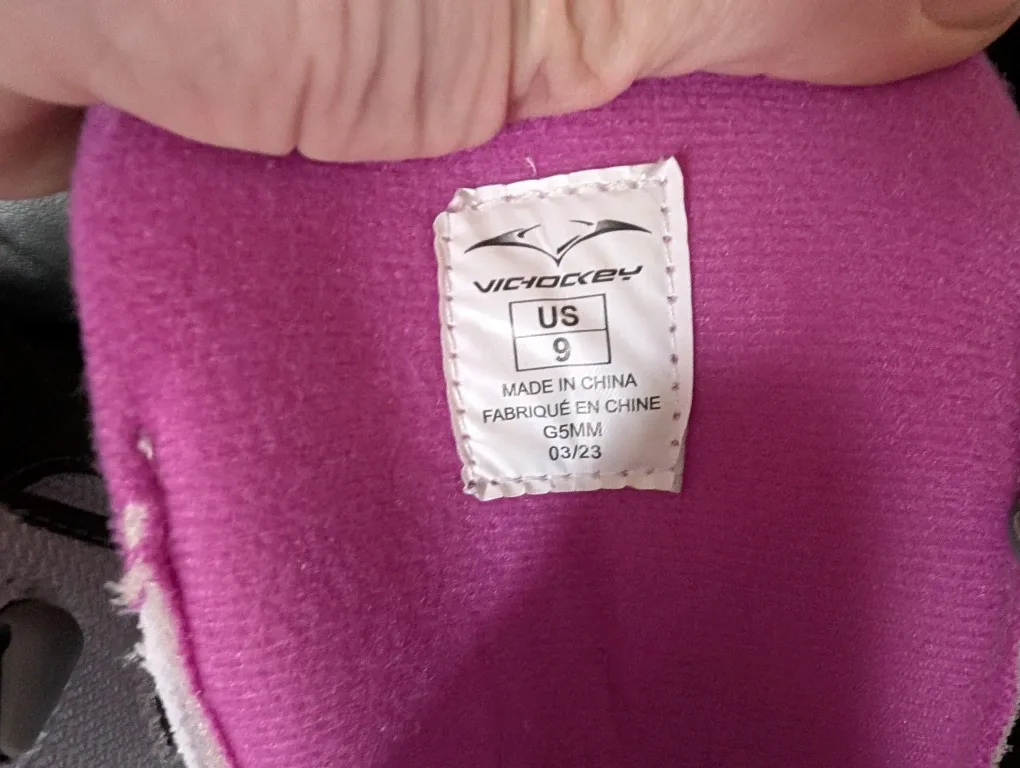 VICHOCKEY
US
9
MADE IN CHINA
FABRIQUÉ EN CHINE
G5MM
03/23